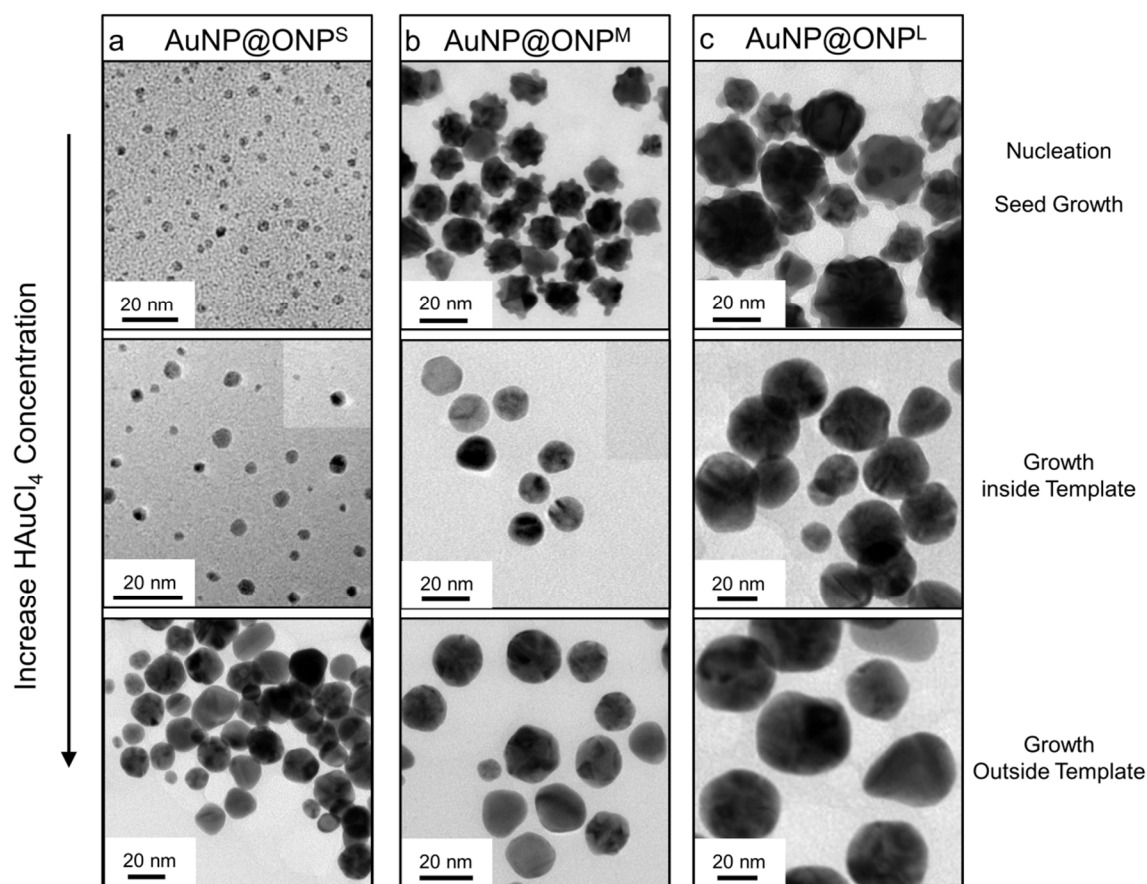 a AuNP@ONP^S
b AuNP@ONP^M
c AuNP@ONP^L
Increase HAuCl₄ Concentration
20 nm
20 nm
20 nm
Nucleation
Seed Growth
20 nm
20 nm
20 nm
Growth
inside Template
20 nm
20 nm
20 nm
Growth
Outside Template